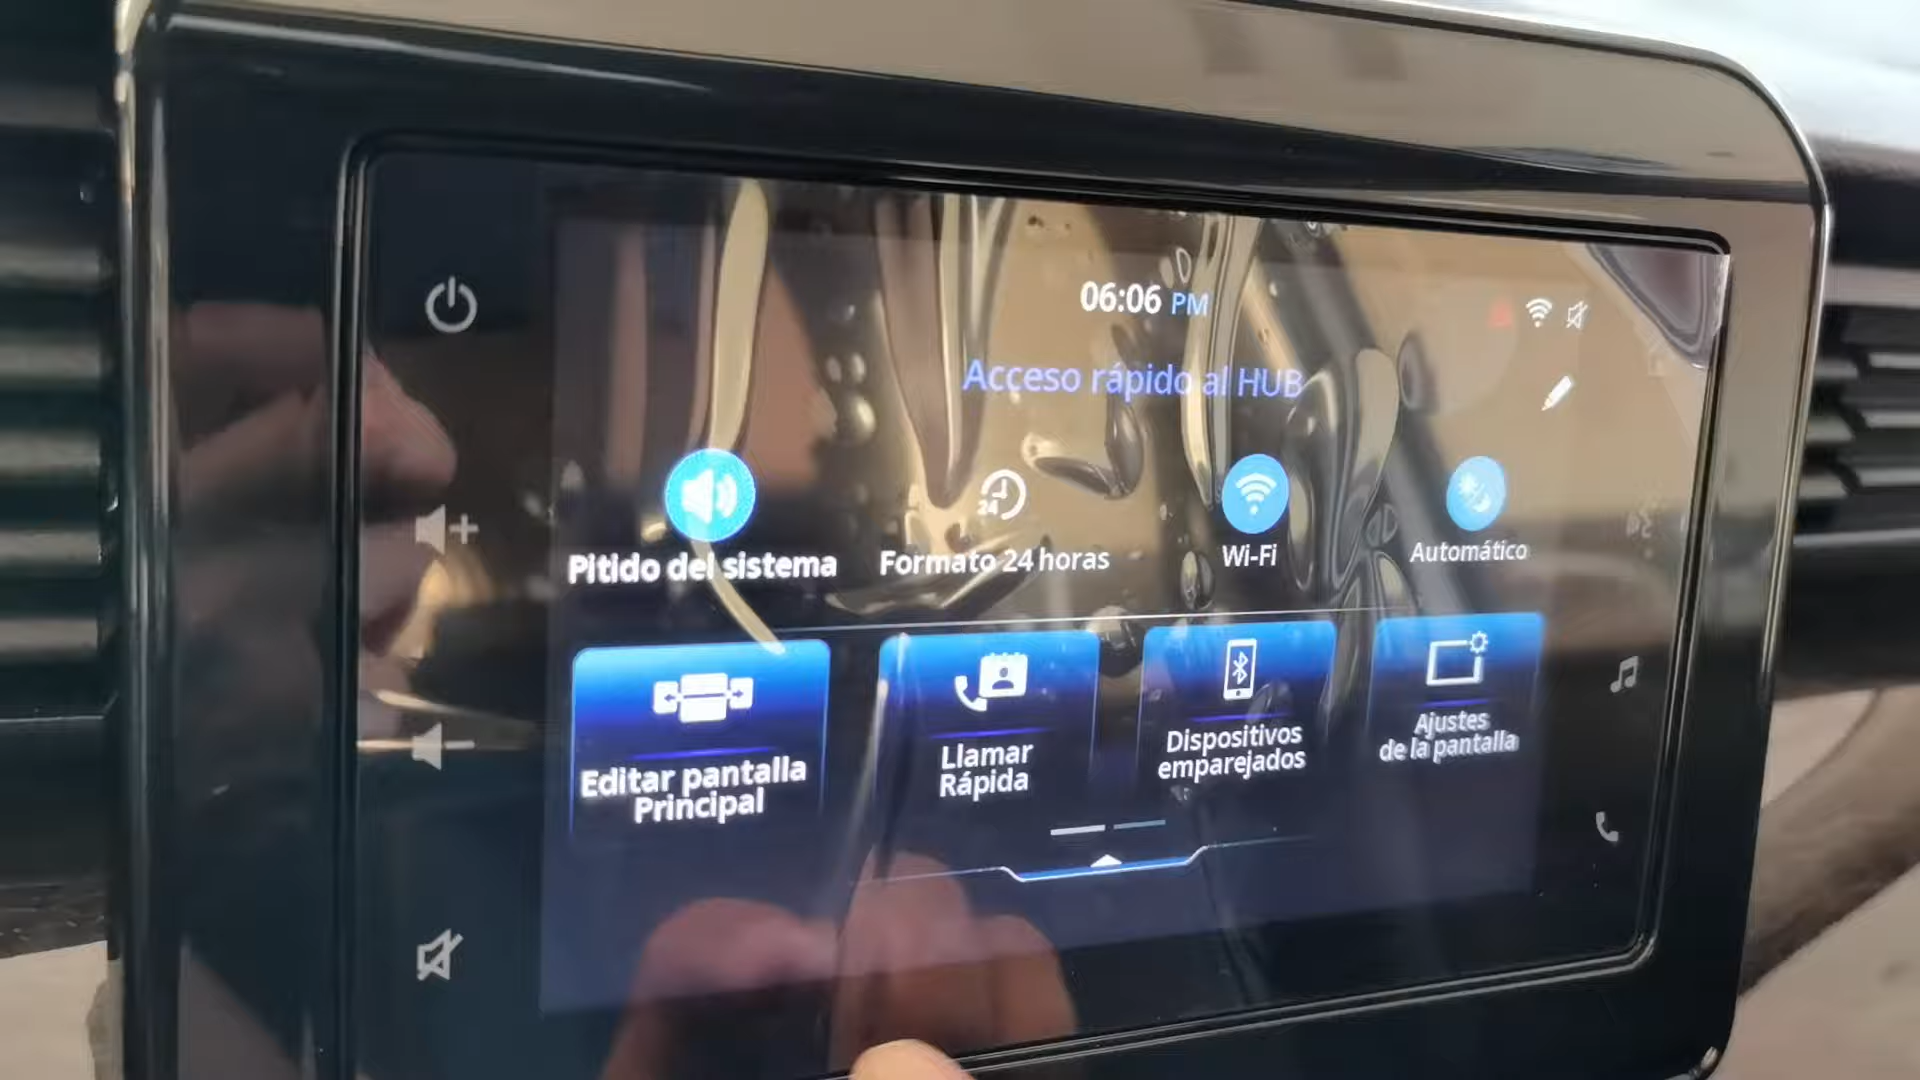 06:06 PM
Acceso rápido al HUB
Pitido del sistema
24
Formato 24 horas
Wi-Fi
Automático
Editar pantalla
Principal
Llamar
Rápida
Dispositivos
emparejados
Ajustes
de la pantalla